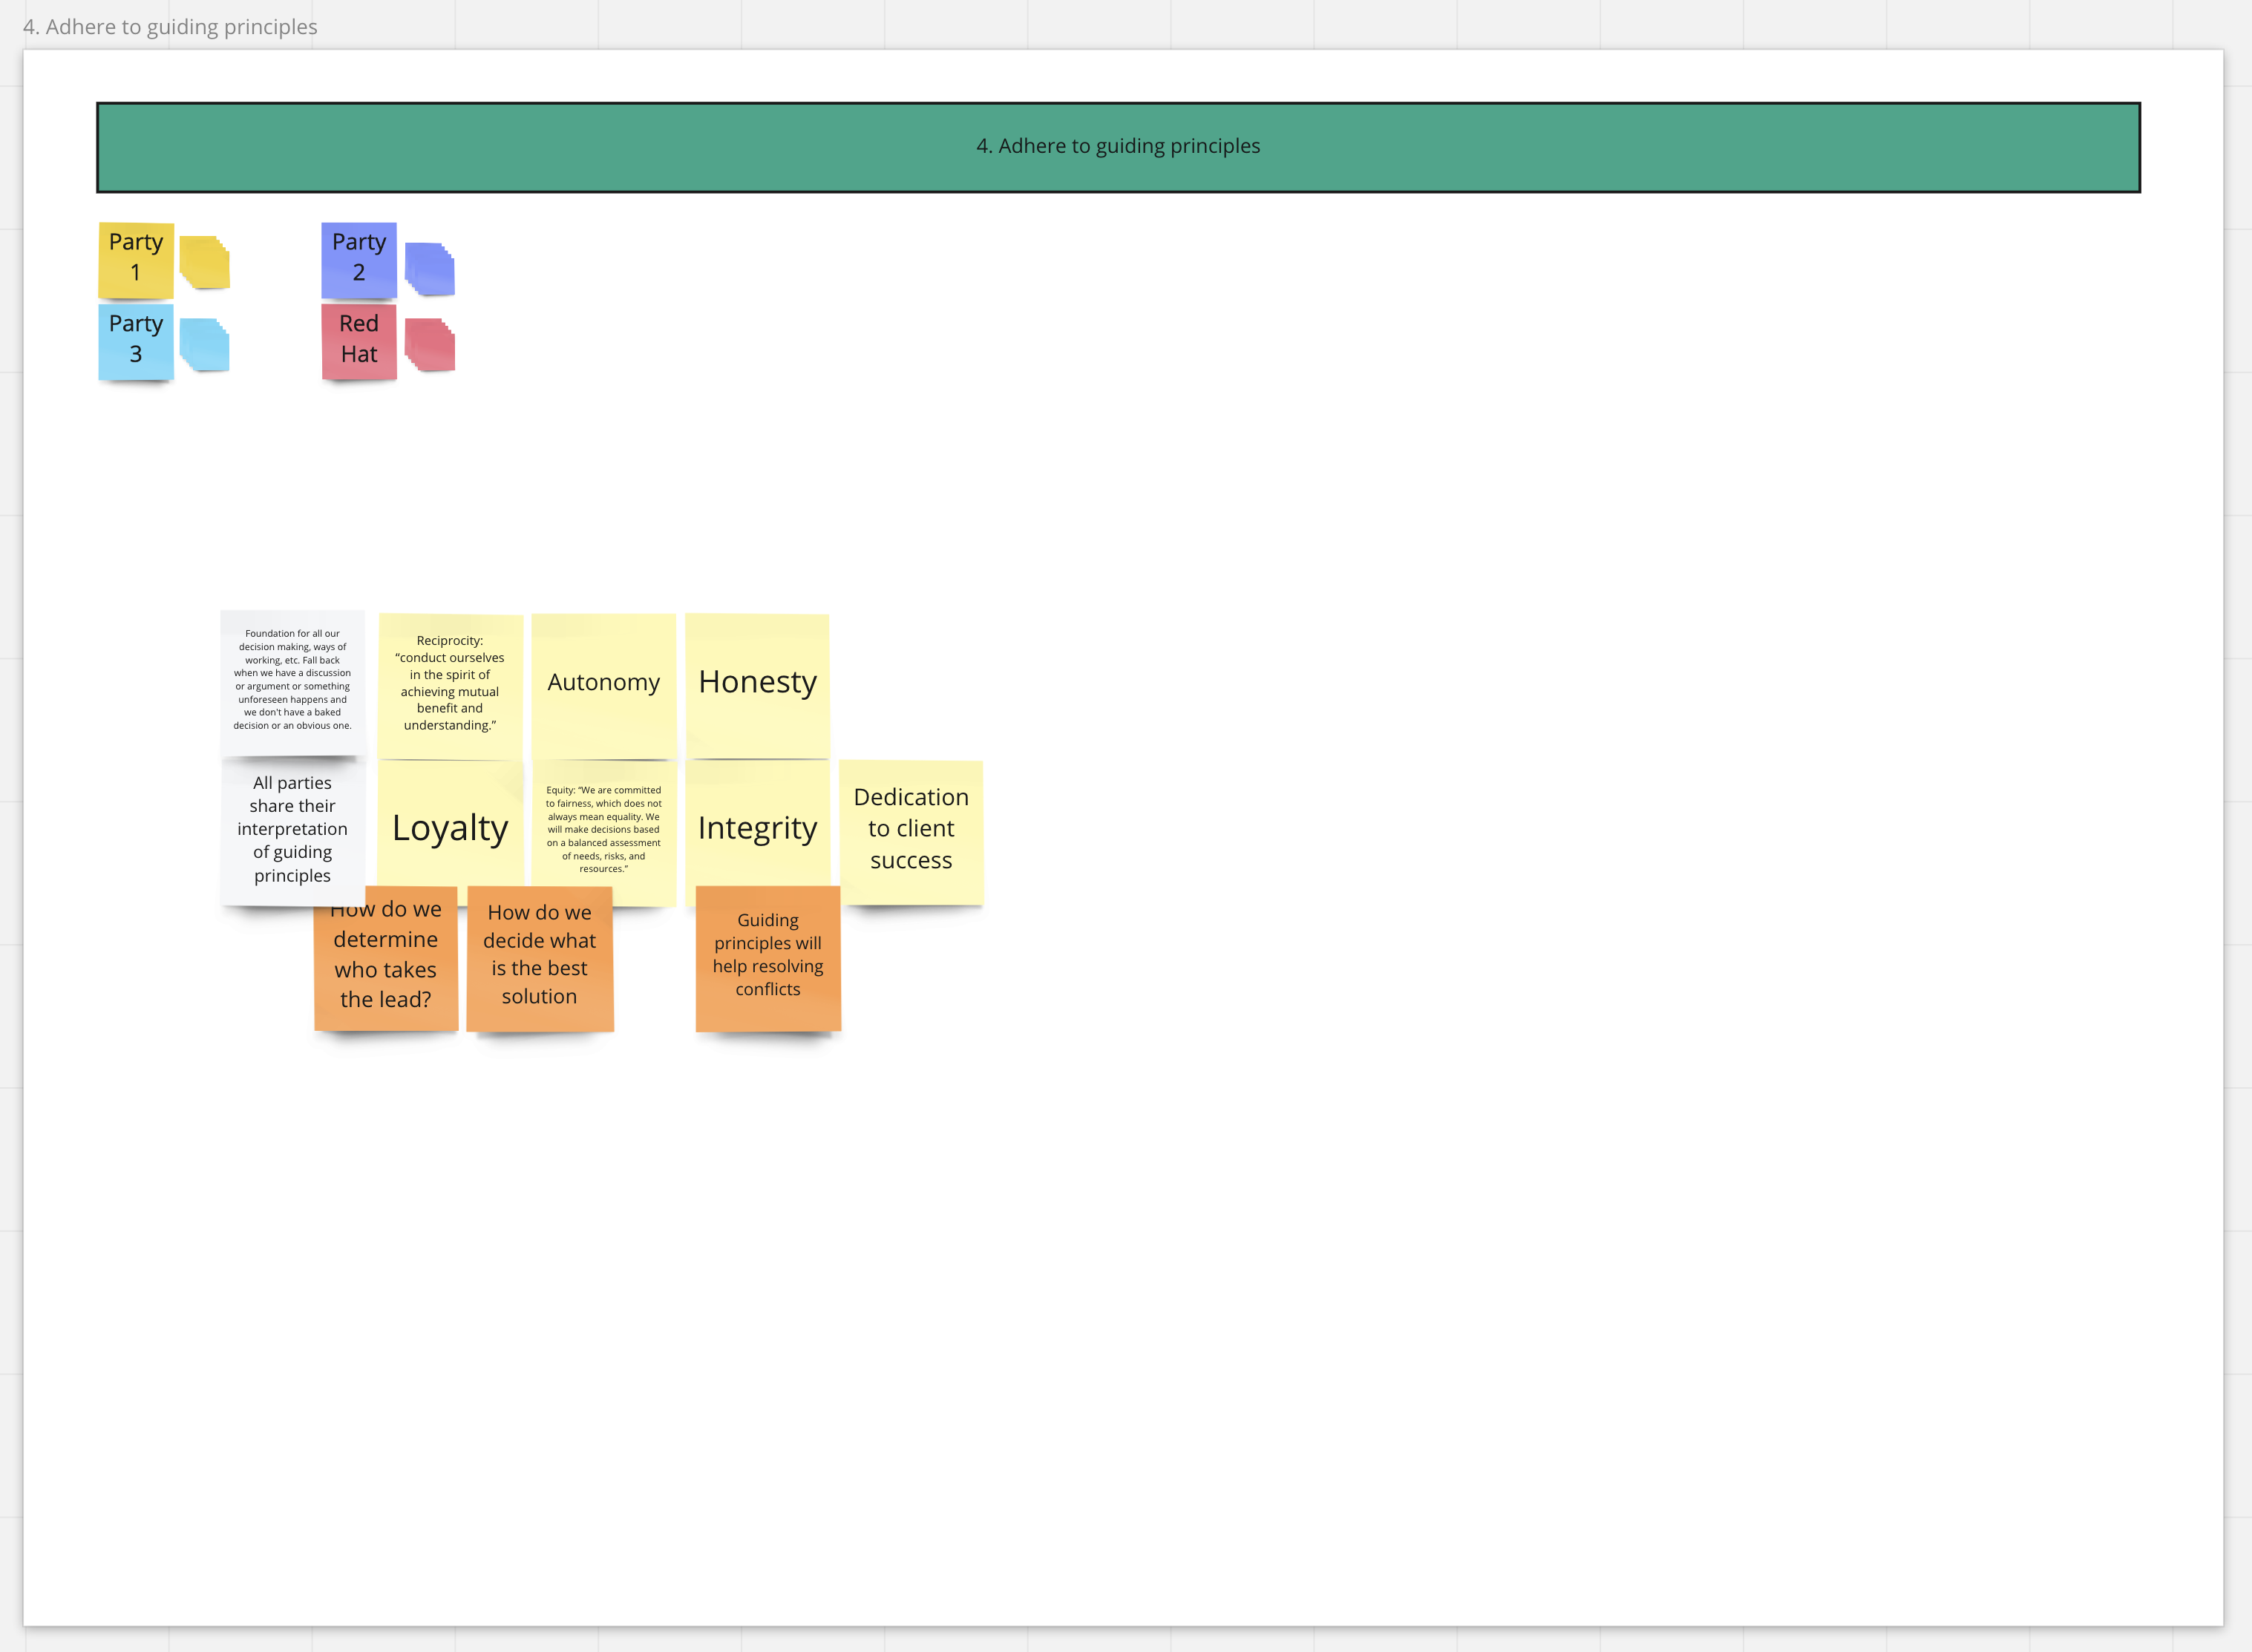 4. Adhere to guiding principles
4. Adhere to guiding principles
Party
1
Party
2
Party
3
Red
Hat
Foundation for all our
decision making, ways of
working, etc. Fall back
when we have a discussion
or argument or something
unforeseen happens and
we don't have a baked
decision or an obvious one.
Reciprocity:
“conduct ourselves
in the spirit of
achieving mutual
benefit and
understanding.”
Autonomy
Honesty
All parties
share their
interpretation
of guiding
principles
Loyalty
Equity: “We are committed
to fairness, which does not
always mean equality. We
will make decisions based
on a balanced assessment
of needs, risks, and
resources.”
Integrity
Dedication
to client
success
How do we
determine
who takes
the lead?
How do we
decide what
is the best
solution
Guiding
principles will
help resolving
conflicts